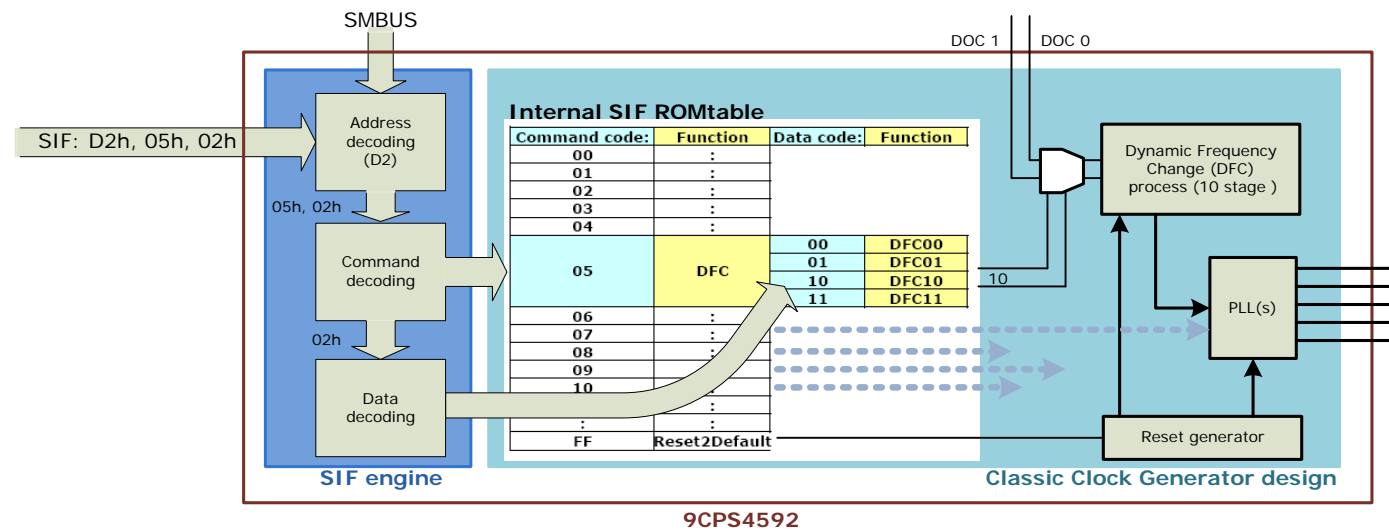 SMBUS
DOC 1 DOC 0
SIF: D2h, 05h, 02h
Address
decoding
(D2)
05h, 02h
Command
decoding
02h
Data
decoding
SIF engine
Internal SIF ROMtable
Command code: Function Data code: Function
00 :
01 :
02 :
03 :
04 :
05 DFC
00 DFC00
01 DFC01
10 DFC10
11 DFC11
06 :
07 :
08 :
09 :
10 :
:
: :
FF Reset2Default
10
Dynamic Frequency
Change (DFC)
process (10 stage )
PLL(s)
Reset generator
Classic Clock Generator design
9CPS4592